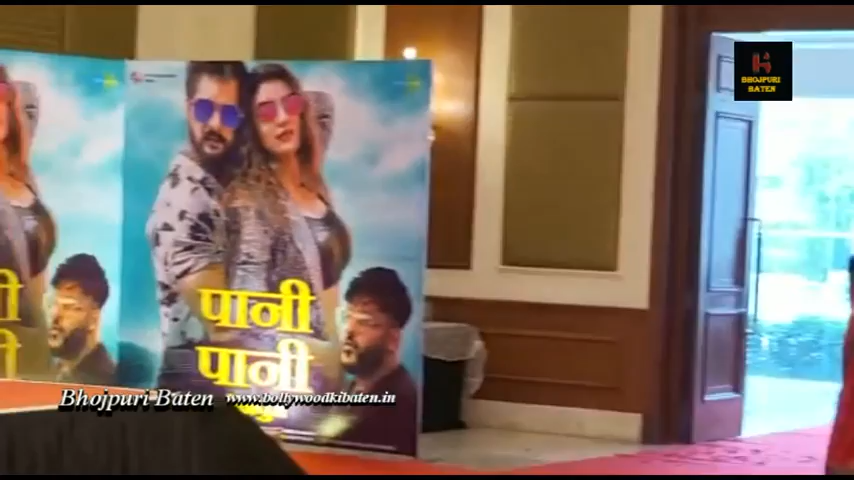 BHOJPURI
BATEN
पानी
पानी
Bhojpuri Baten www.bollywoodkibaten.in